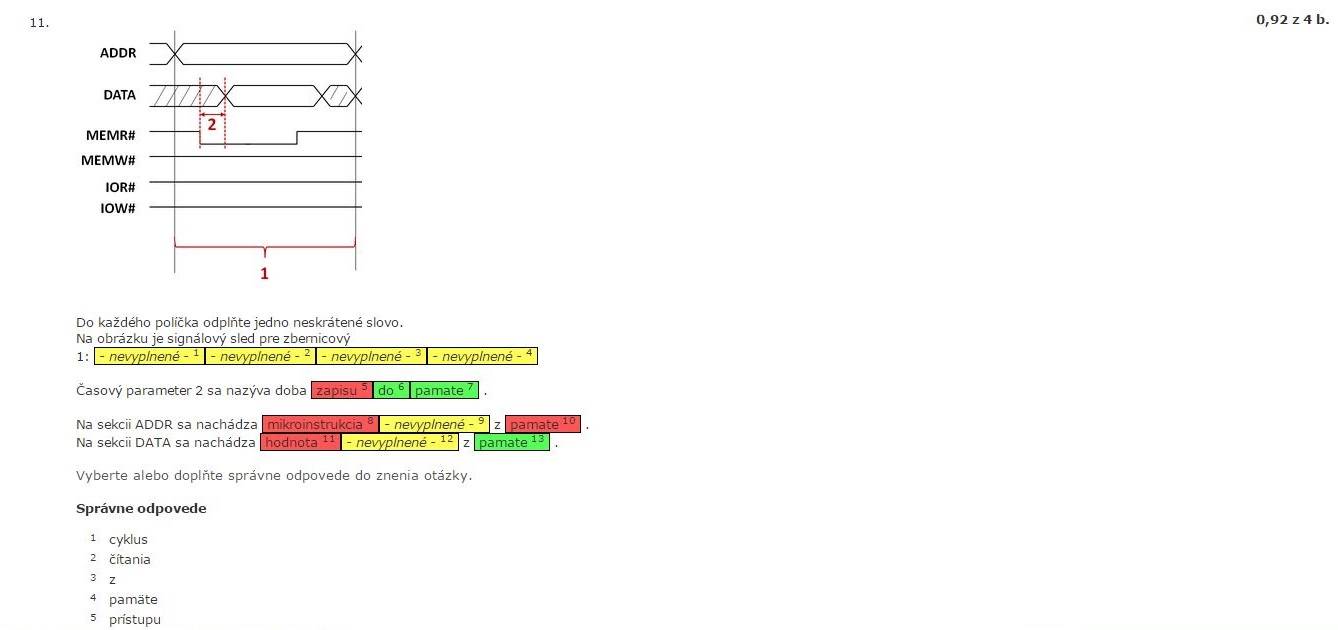 11.
0,92 z 4 b.
ADDR
DATA
2
MEMR#
MEMW#
IOR#
IOW#
1
Do každého políčka odplňte jedno neskrátené slovo.
Na obrázku je signálový sled pre zbernicový
1: - nevyplnené - 1 - nevyplnené - 2 - nevyplnené - 3 - nevyplnené - 4
Časový parameter 2 sa nazýva doba zapisu 5 do 6 pamate 7 .
Na sekcii ADDR sa nachádza mikroinstrukcia 8 - nevyplnené - 9 z pamate 10 .
Na sekcii DATA sa nachádza hodnota 11 - nevyplnené - 12 z pamate 13 .
Vyberte alebo doplňte správne odpovede do znenia otázky.
Správne odpovede
1 cyklus
2 čítania
3 z
4 pamäte
5 prístupu